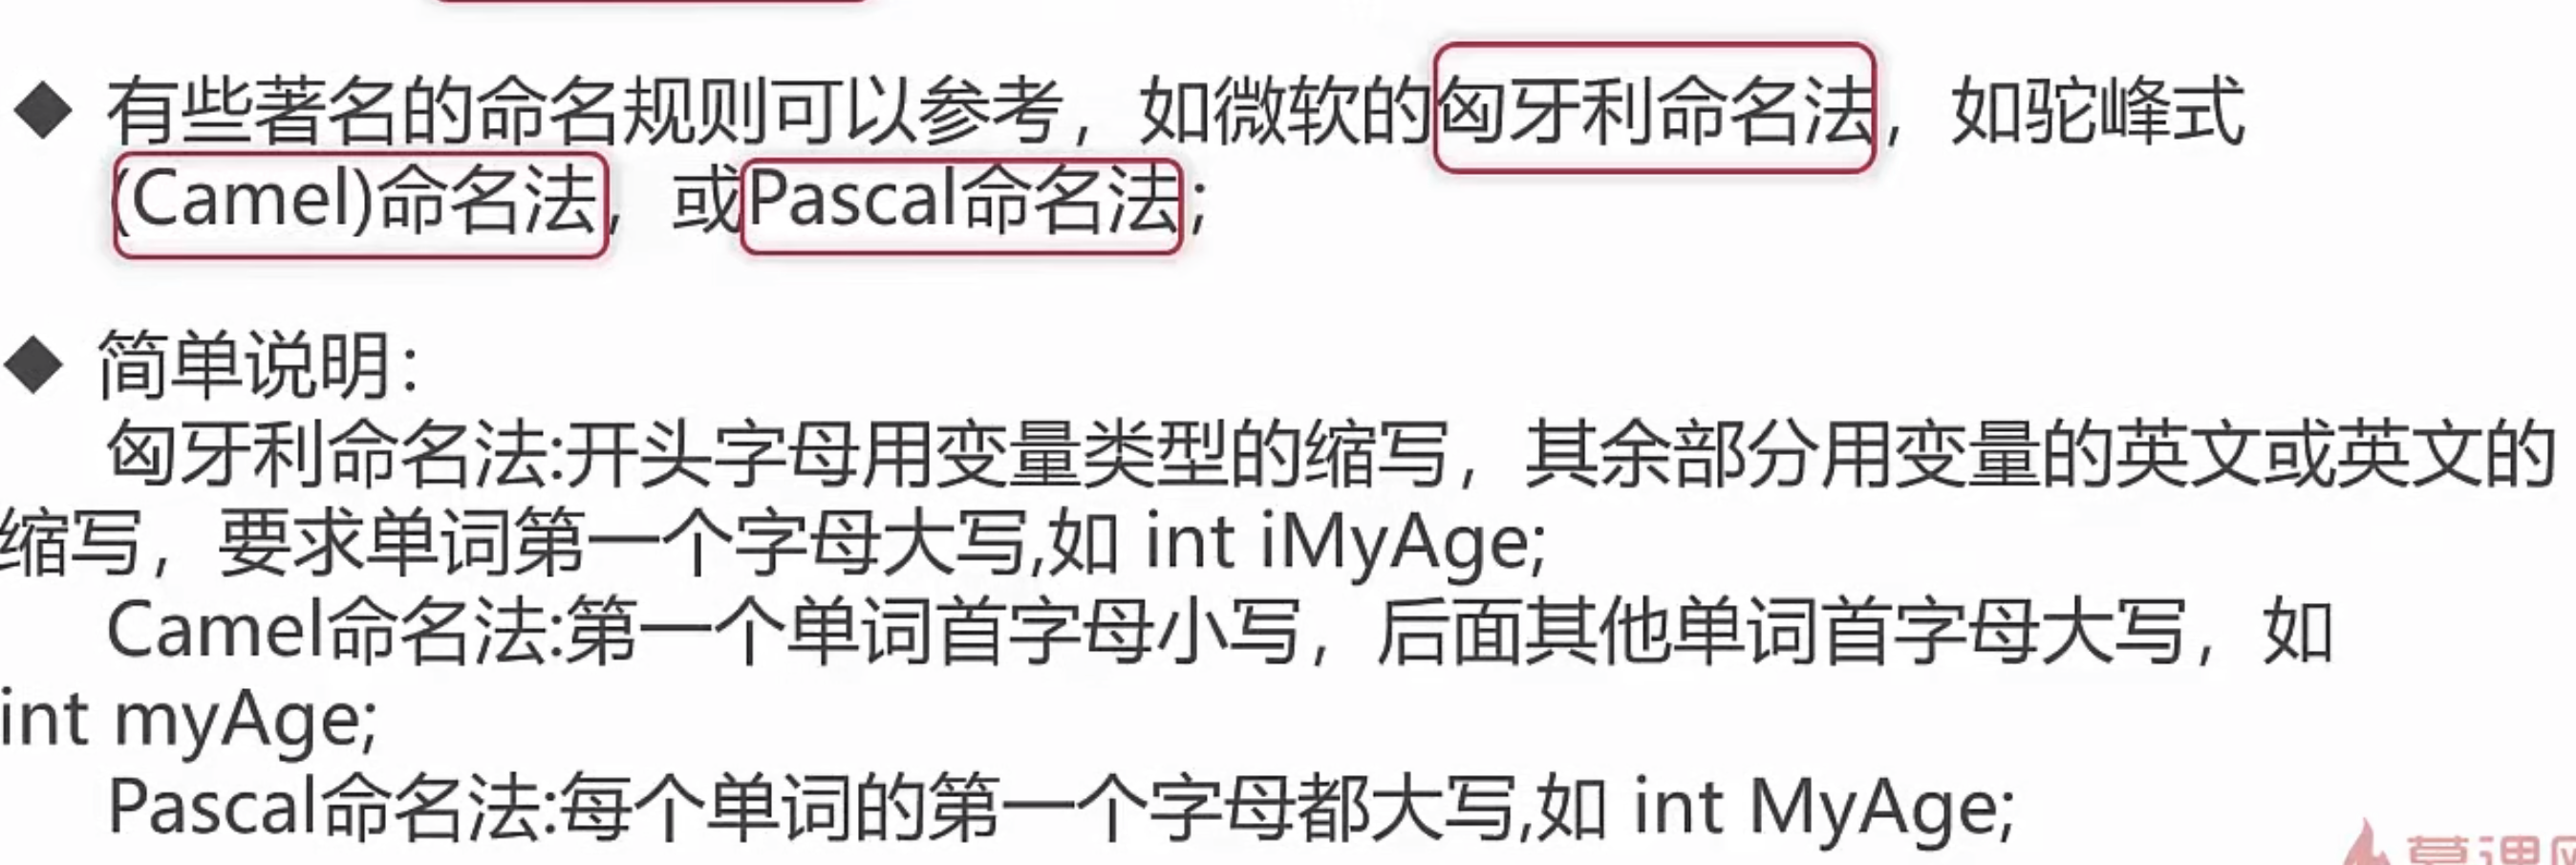 有些著名的命名规则可以参考，如微软的匈牙利命名法，如驼峰式
(Camel)命名法，或Pascal命名法；
简单说明：
匈牙利命名法:开头字母用变量类型的缩写，其余部分用变量的英文或英文的
缩写，要求单词第一个字母大写,如 int iMyAge;
Camel命名法:第一个单词首字母小写，后面其他单词首字母大写，如
int myAge;
Pascal命名法:每个单词的第一个字母都大写,如 int MyAge;